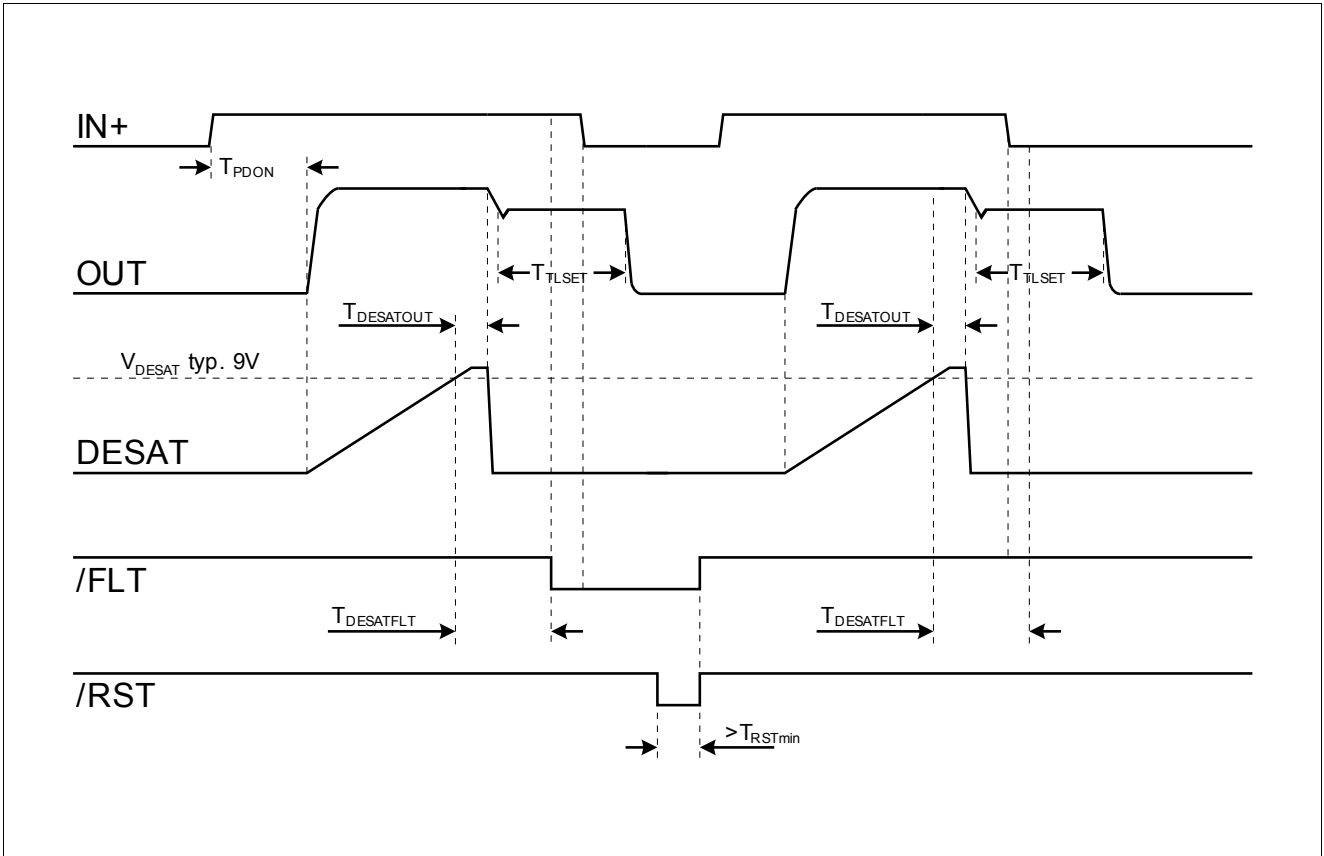 IN+
TPDON
OUT
TTLSET
TTLSET
TDESATOUT
TDESATOUT
VDESAT typ. 9V
DESAT
/FLT
TDESATFLT
TDESATFLT
/RST
>TRSTmin